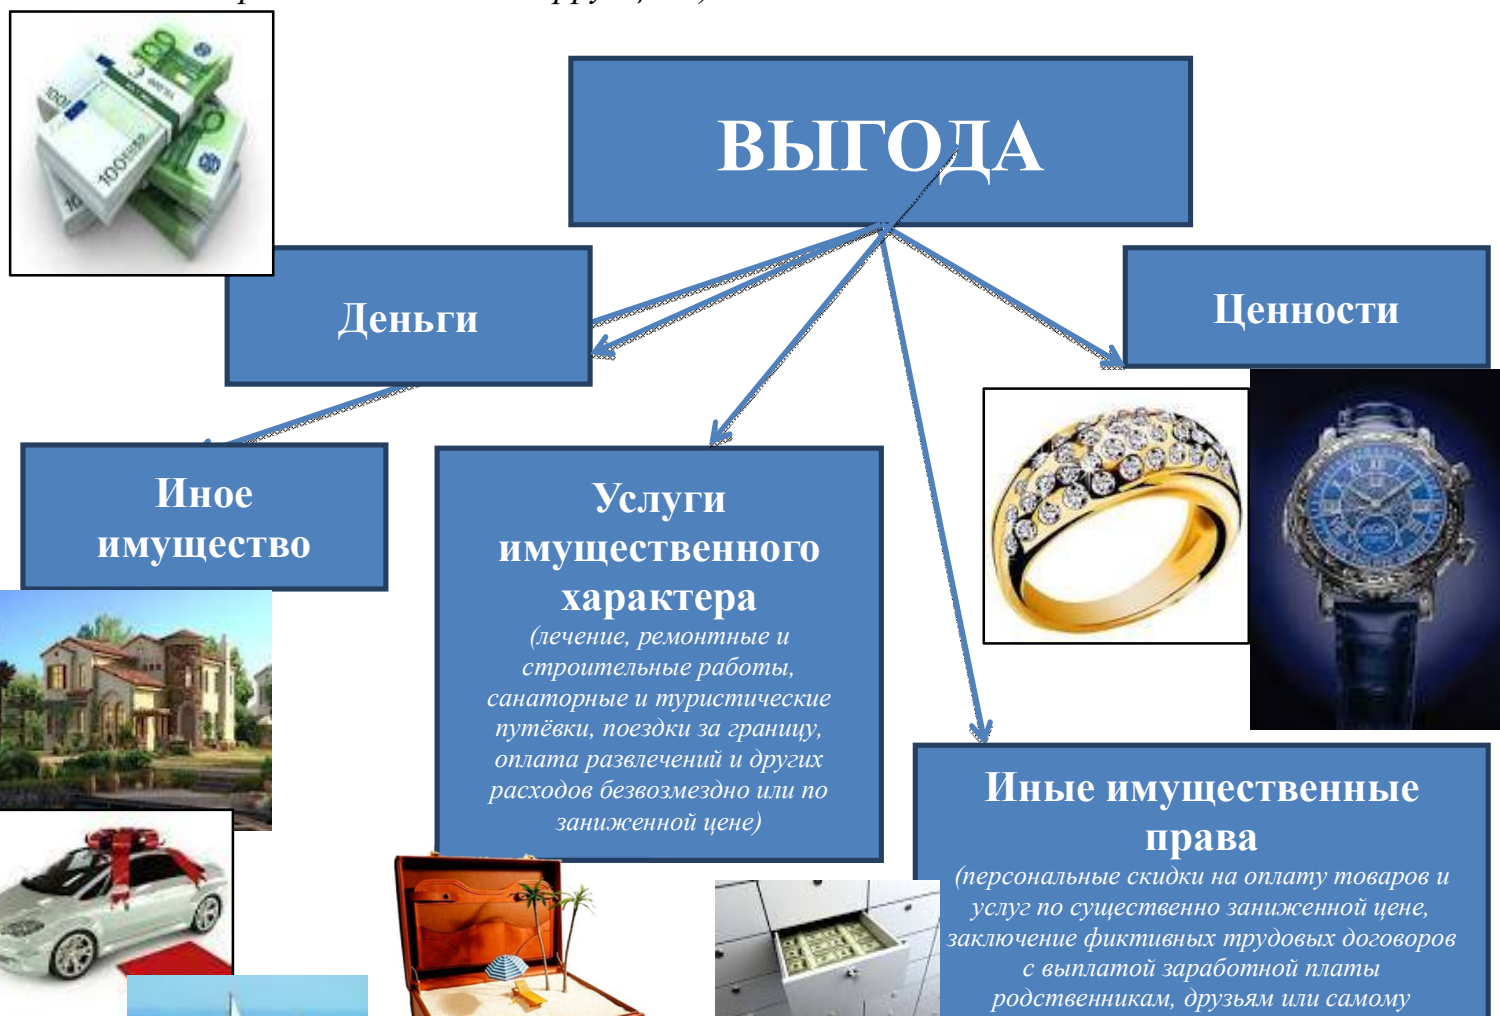 ВЫГОДА
Деньги
Ценности
Иное
имущество
Услуги
имущественного
характера
(лечение, ремонтные и
строительные работы,
санаторные и туристические
путёвки, поездки за границу,
оплата развлечений и других
расходов безвозмездно или по
заниженной цене)
Иные имущественные
права
(персональные скидки на оплату товаров и
услуг по существенно заниженной цене,
заключение фиктивных трудовых договоров
с выплатой заработной платы
родственникам, друзьям или самому